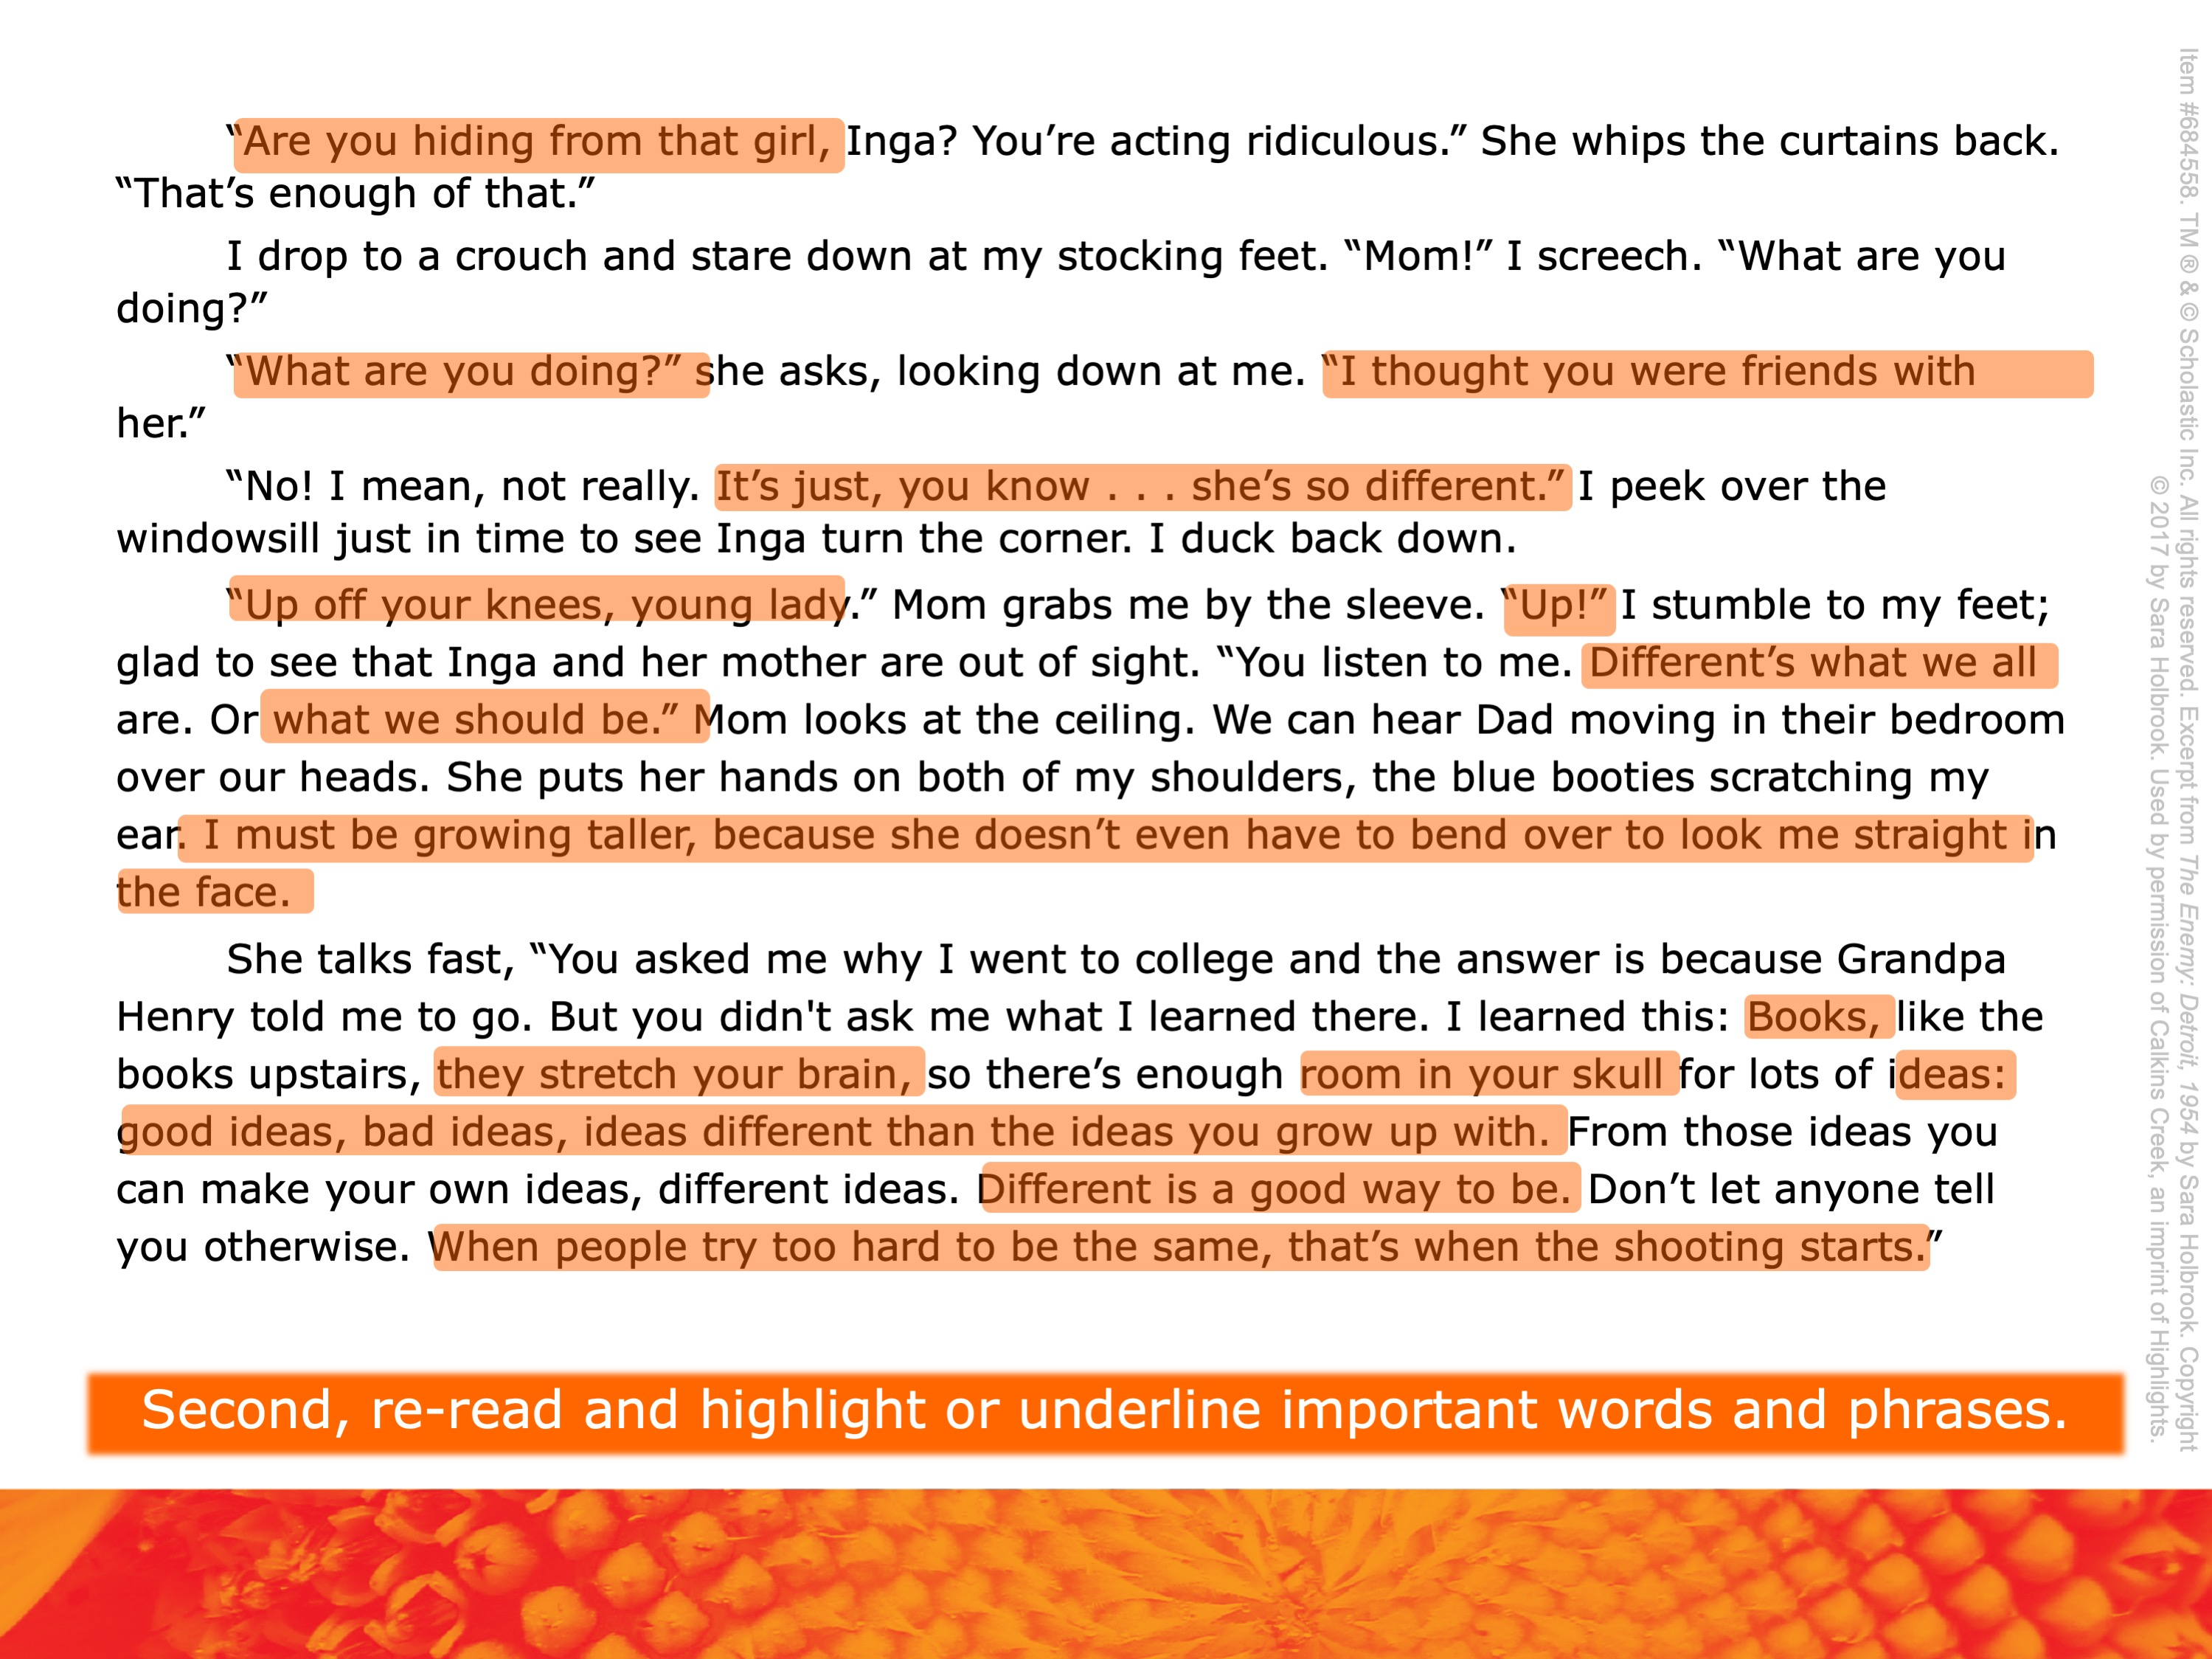 “Are you hiding from that girl, Inga? You’re acting ridiculous.” She whips the curtains back.
“That’s enough of that.”
I drop to a crouch and stare down at my stocking feet. “Mom!” I screech. “What are you
doing?”
“What are you doing?” she asks, looking down at me. “I thought you were friends with
her.”
“No! I mean, not really. It’s just, you know . . . she’s so different.” I peek over the
windowsill just in time to see Inga turn the corner. I duck back down.
“Up off your knees, young lady.” Mom grabs me by the sleeve. “Up!” I stumble to my feet;
glad to see that Inga and her mother are out of sight. “You listen to me. Different’s what we all
are. Or what we should be.” Mom looks at the ceiling. We can hear Dad moving in their bedroom
over our heads. She puts her hands on both of my shoulders, the blue booties scratching my
ear. I must be growing taller, because she doesn’t even have to bend over to look me straight in
the face.
She talks fast, “You asked me why I went to college and the answer is because Grandpa
Henry told me to go. But you didn't ask me what I learned there. I learned this: Books, like the
books upstairs, they stretch your brain, so there’s enough room in your skull for lots of ideas:
good ideas, bad ideas, ideas different than the ideas you grow up with. From those ideas you
can make your own ideas, different ideas. Different is a good way to be. Don’t let anyone tell
you otherwise. When people try too hard to be the same, that’s when the shooting starts.”
Second, re-read and highlight or underline important words and phrases.
Item #684558. TM ® & © Scholastic Inc. All rights reserved. Excerpt from The Enemy: Detroit, 1954 by Sara Holbrook. Copyright
© 2017 by Sara Holbrook. Used by permission of Calkins Creek, an imprint of Highlights.